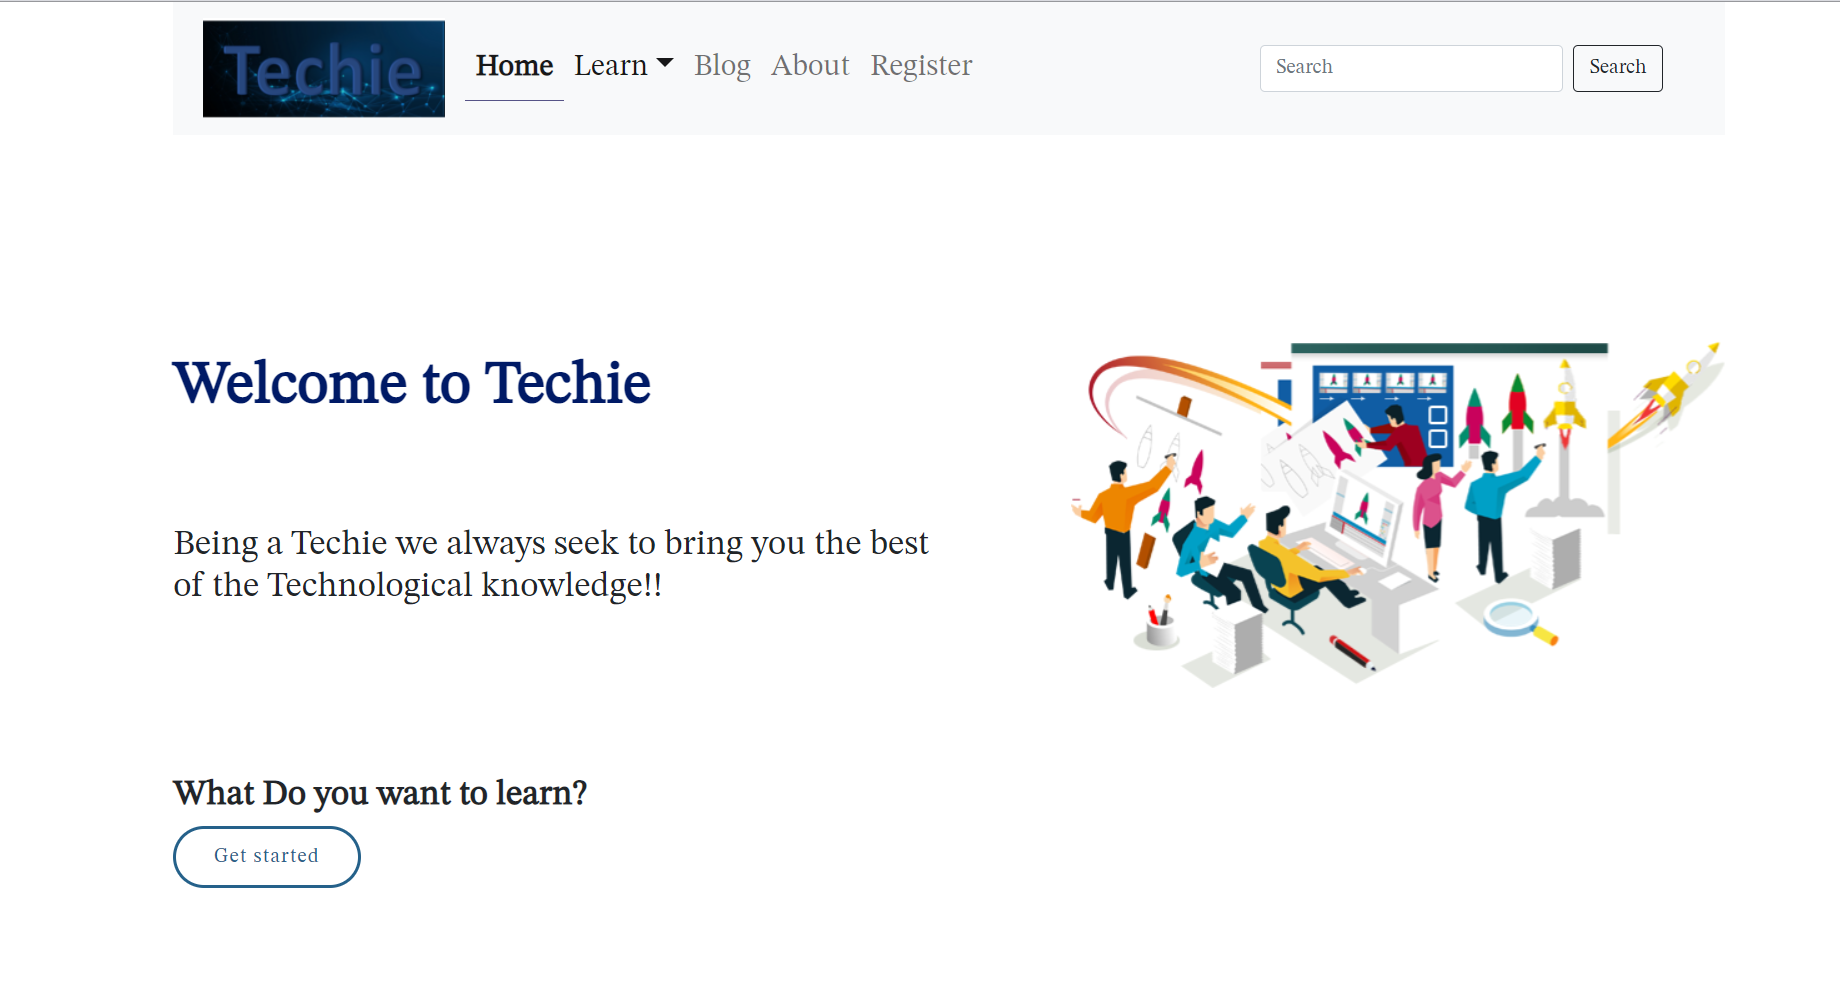 Techie
Home Learn Blog About Register
Search Search
Welcome to Techie
Being a Techie we always seek to bring you the best
of the Technological knowledge!!
What Do you want to learn?
Get started